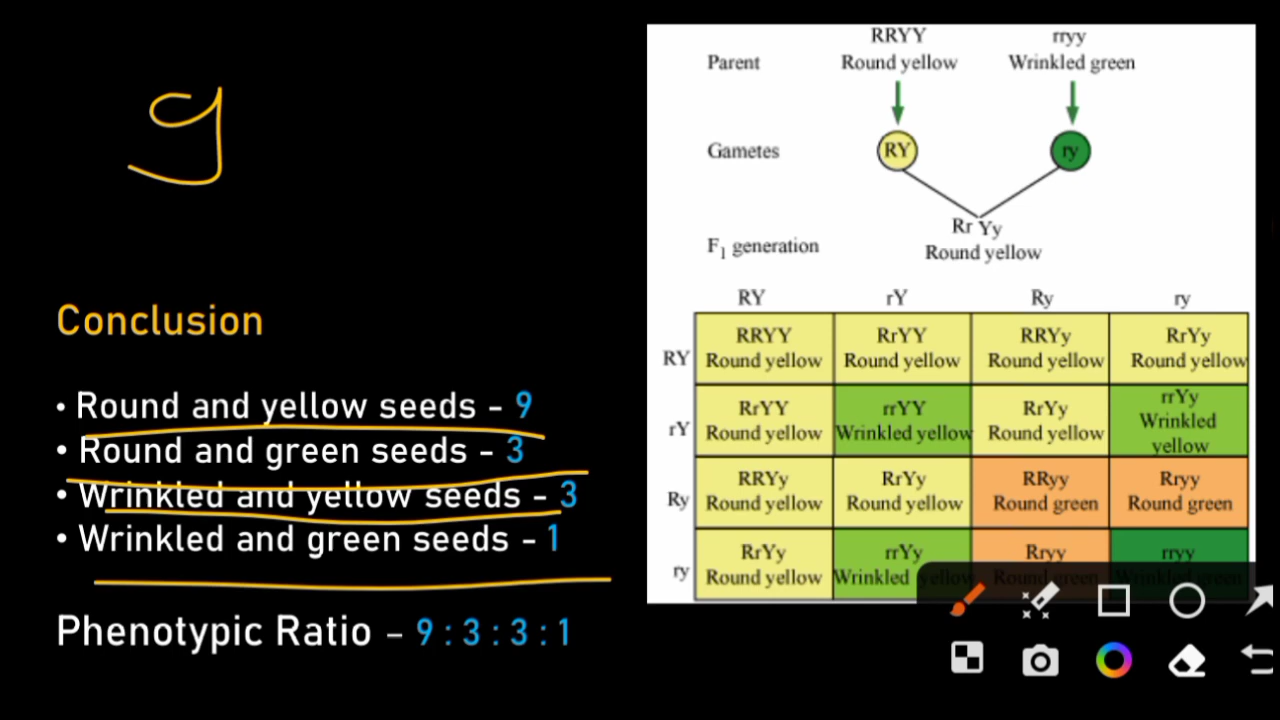 9
Conclusion
• Round and yellow seeds - 9
• Round and green seeds - 3
• Wrinkled and yellow seeds - 3
• Wrinkled and green seeds - 1
Phenotypic Ratio - 9 : 3 : 3 : 1
RRYY rryy
Parent Round yellow Wrinkled green
Gametes RY ry
Rr Yy
F₁ generation Round yellow
RY rY Ry ry
RRYY RrYY RRYy RrYy
RY Round yellow Round yellow Round yellow Round yellow
RrYY rrYY RrYy rrYy
rY Round yellow Wrinkled yellow Round yellow Wrinkled
yellow
RRYy RrYy RRyy Rryy
Ry Round yellow Round yellow Round green Round green
RrYy rrYy Rryy rryy
ry Round yellow Wrinkled yellow Round green Wrinkled green